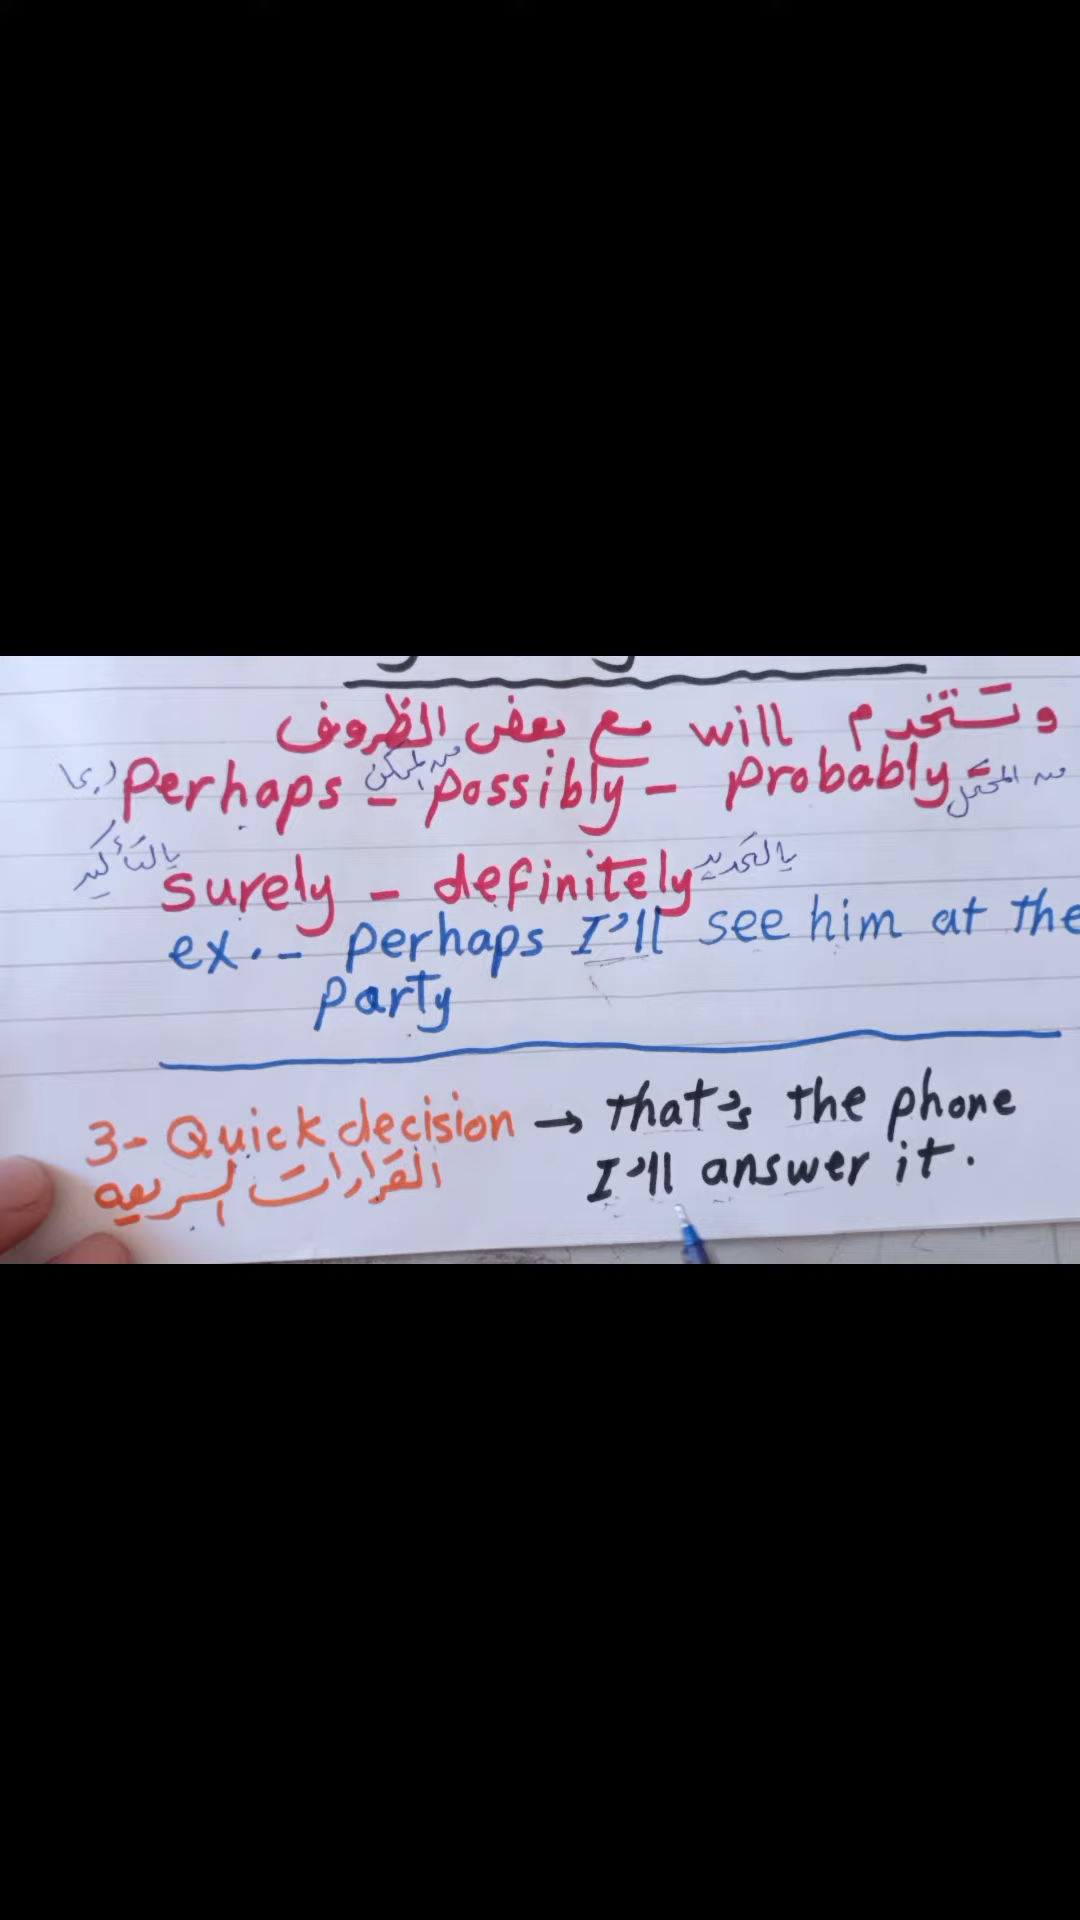 وتستخدم will مع بعض الظروف
ربما Perhaps - من الممكن possibly - probably - من المحتمل
بالتأكيد surely - definitely بالتحديد
ex. - perhaps I'll see him at the
party
3- Quick decision → that's the phone
القرارات السريعه I'll answer it.